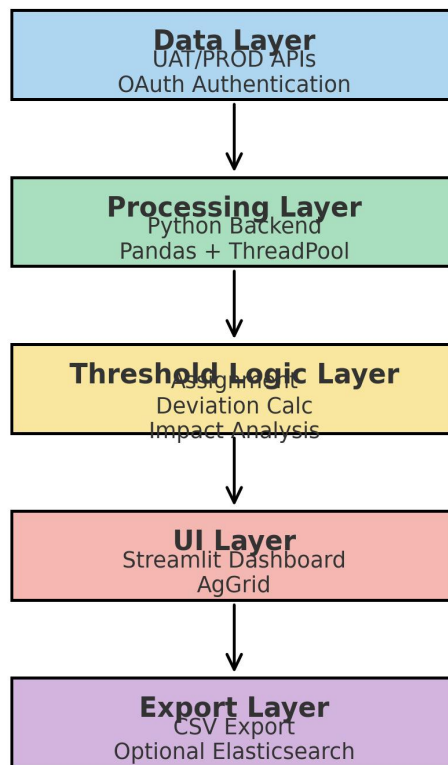 Data Layer
UAT/PROD APIs
OAuth Authentication
Processing Layer
Python Backend
Pandas + ThreadPool
Threshold Logic Layer
Assignment
Deviation Calc
Impact Analysis
UI Layer
Streamlit Dashboard
AgGrid
Export Layer
CSV Export
Optional Elasticsearch